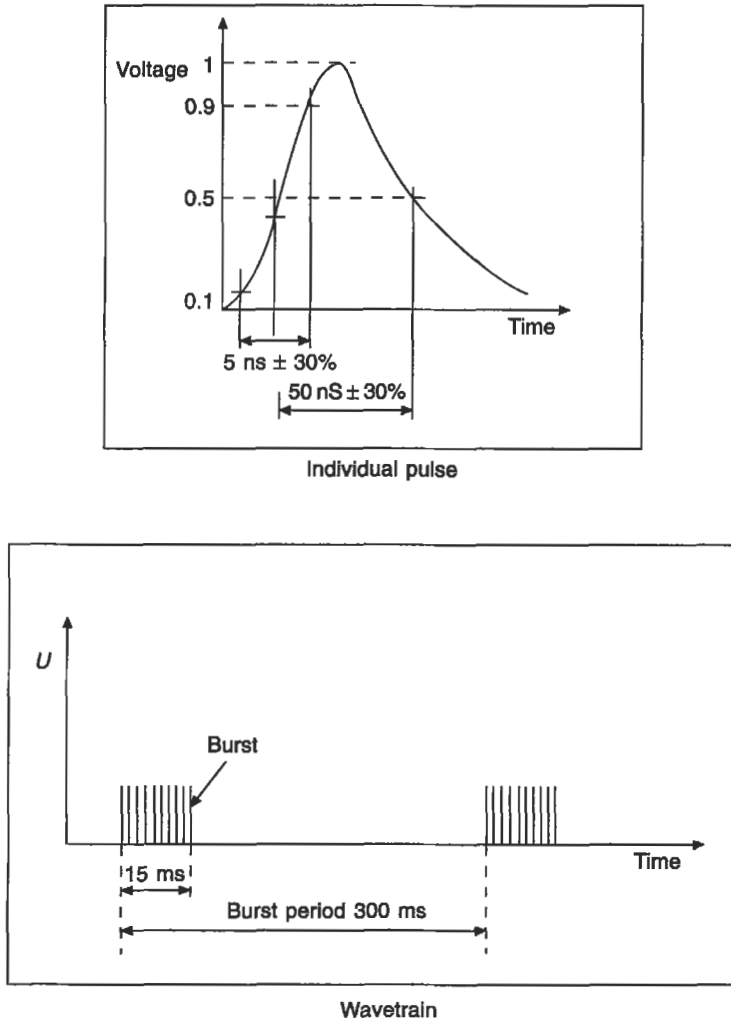 Voltage
1
0.9
0.5
0.1
Time
5 ns ± 30%
50 nS ± 30%
Individual pulse
U
Burst
Time
15 ms
Burst period 300 ms
Wavetrain